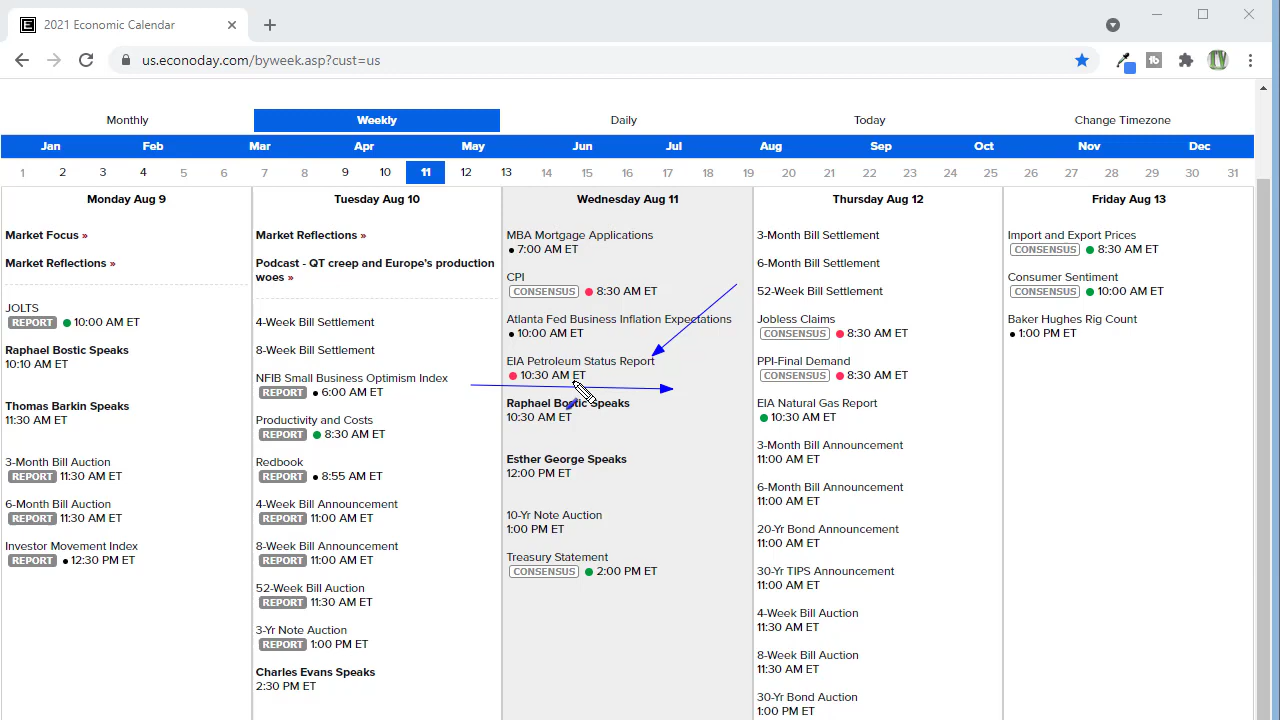 2021 Economic Calendar
us.econoday.com/byweek.asp?cust=us
Monthly Weekly Daily Today Change Timezone
Jan Feb Mar Apr May Jun Jul Aug Sep Oct Nov Dec
1 2 3 4 5 6 7 8 9 10 11 12 13 14 15 16 17 18 19 20 21 22 23 24 25 26 27 28 29 30 31
Monday Aug 9
Market Focus »
Market Reflections »
JOLTS
REPORT 10:00 AM ET
Raphael Bostic Speaks
10:10 AM ET
Thomas Barkin Speaks
11:30 AM ET
3-Month Bill Auction
REPORT 11:30 AM ET
6-Month Bill Auction
REPORT 11:30 AM ET
Investor Movement Index
REPORT 12:30 PM ET
Tuesday Aug 10
Market Reflections »
Podcast - QT creep and Europe's production
woes »
4-Week Bill Settlement
8-Week Bill Settlement
NFIB Small Business Optimism Index
REPORT 6:00 AM ET
Productivity and Costs
REPORT 8:30 AM ET
Redbook
REPORT 8:55 AM ET
4-Week Bill Announcement
REPORT 11:00 AM ET
8-Week Bill Announcement
REPORT 11:00 AM ET
52-Week Bill Auction
REPORT 11:30 AM ET
3-Yr Note Auction
REPORT 1:00 PM ET
Charles Evans Speaks
2:30 PM ET
Wednesday Aug 11
MBA Mortgage Applications
7:00 AM ET
CPI
CONSENSUS 8:30 AM ET
Atlanta Fed Business Inflation Expectations
10:00 AM ET
EIA Petroleum Status Report
10:30 AM ET
Raphael Bostic Speaks
10:30 AM ET
Esther George Speaks
12:00 PM ET
10-Yr Note Auction
1:00 PM ET
Treasury Statement
CONSENSUS 2:00 PM ET
Thursday Aug 12
3-Month Bill Settlement
6-Month Bill Settlement
52-Week Bill Settlement
Jobless Claims
CONSENSUS 8:30 AM ET
PPI-Final Demand
CONSENSUS 8:30 AM ET
EIA Natural Gas Report
10:30 AM ET
3-Month Bill Announcement
11:00 AM ET
6-Month Bill Announcement
11:00 AM ET
20-Yr Bond Announcement
11:00 AM ET
30-Yr TIPS Announcement
11:00 AM ET
4-Week Bill Auction
11:30 AM ET
8-Week Bill Auction
11:30 AM ET
30-Yr Bond Auction
1:00 PM ET
Friday Aug 13
Import and Export Prices
CONSENSUS 8:30 AM ET
Consumer Sentiment
CONSENSUS 10:00 AM ET
Baker Hughes Rig Count
1:00 PM ET